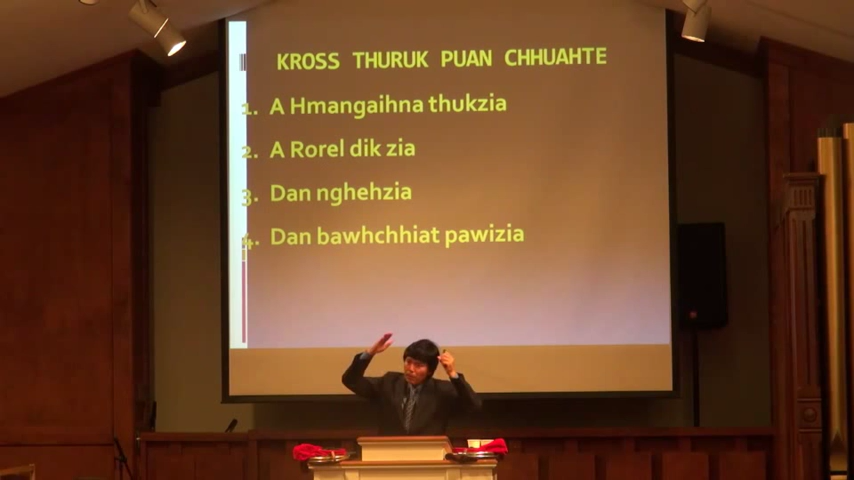 KROSS THURUK PUAN CHHUAHTE
1. A Hmangaihna thukzia
2. A Rorel dik zia
3. Dan nghehzia
4. Dan bawhchhiat pawizia